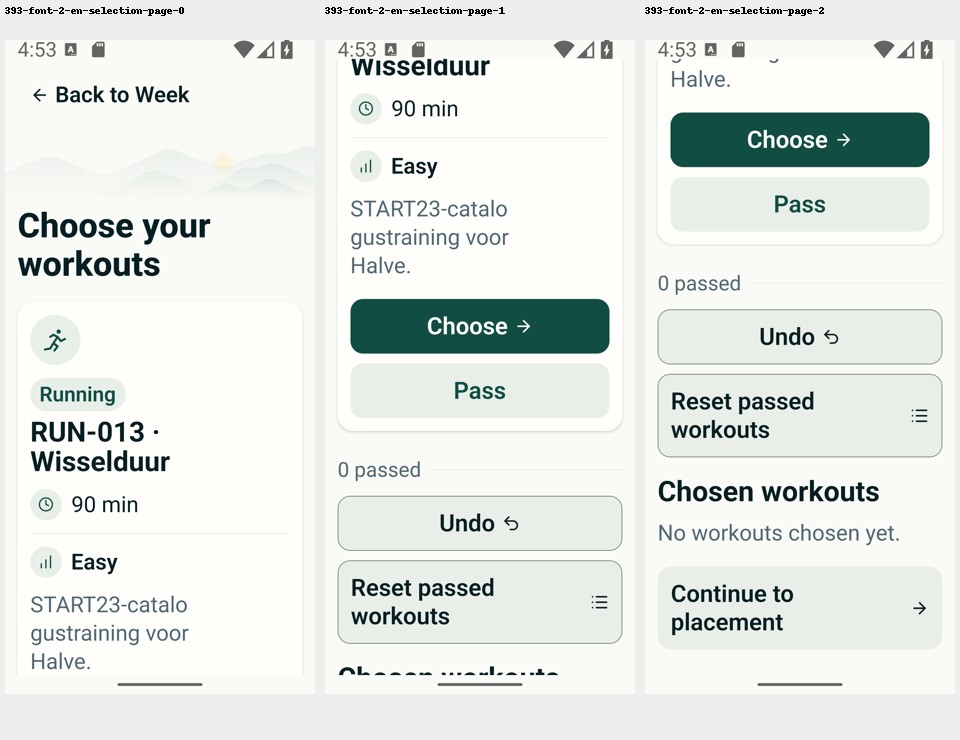 393-font-2-en-selection-page-0
4:53
Back to Week
Choose your
workouts
Running
RUN-013 ·
Wisselduur
90 min
Easy
START23-catalo
gustraining voor
Halve.
393-font-2-en-selection-page-1
4:53
Wisselduur
90 min
Easy
START23-catalo
gustraining voor
Halve.
Choose
Pass
0 passed
Undo
Reset passed
workouts
Chosen workouts
393-font-2-en-selection-page-2
4:53
Halve.
Choose
Pass
0 passed
Undo
Reset passed
workouts
Chosen workouts
No workouts chosen yet.
Continue to
placement